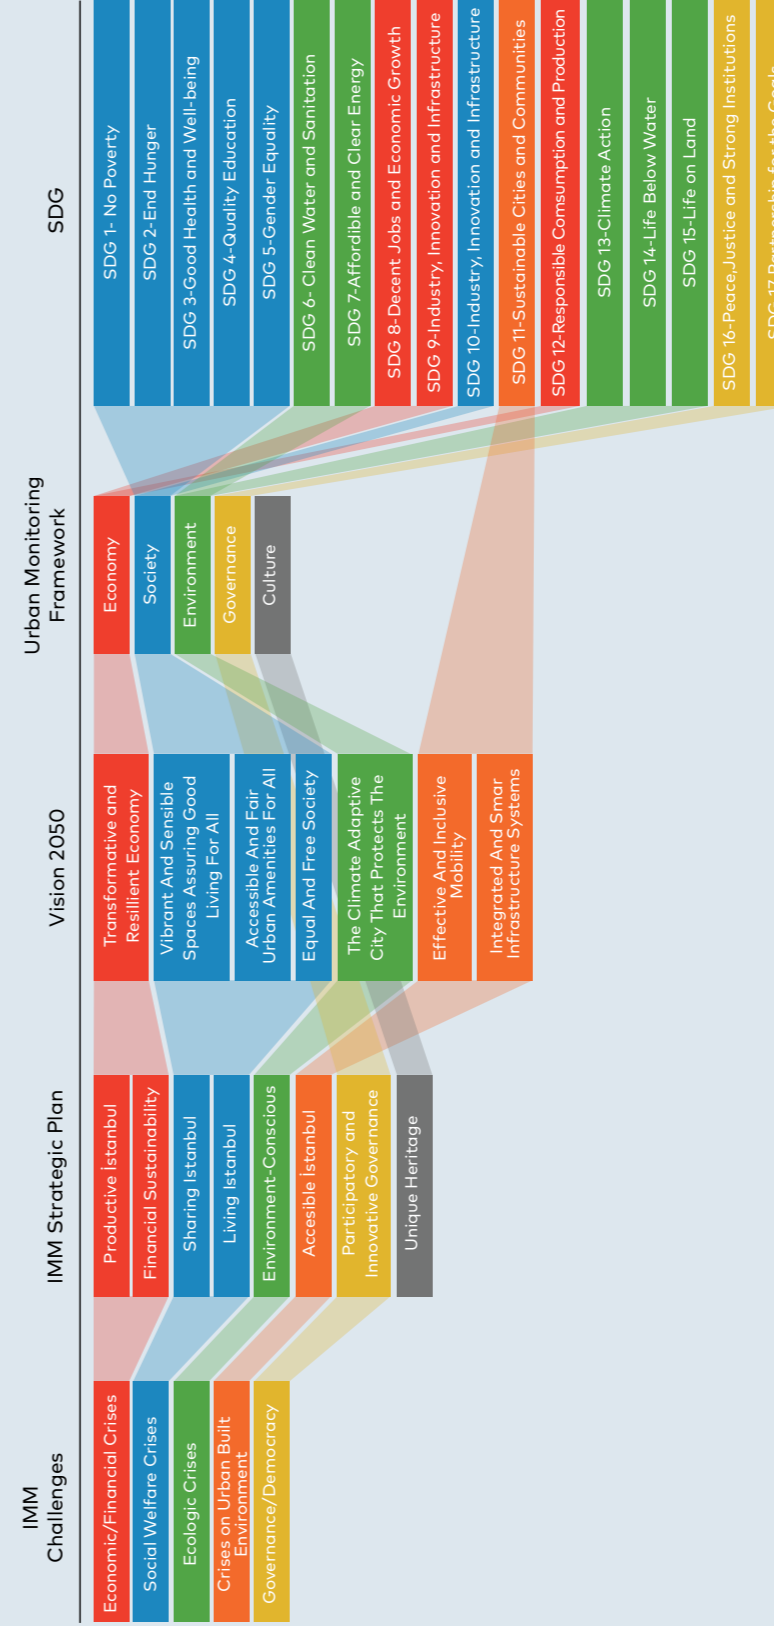 IMM
Challenges
Economic/Financial Crises
Social Welfare Crises
Ecologic Crises
Crises on Urban Built
Environment
Governance/Democracy
IMM Strategic Plan
Productive İstanbul
Financial Sustainability
Sharing Istanbul
Living Istanbul
Environment-Conscious
Accesible İstanbul
Participatory and
Innovative Governance
Unique Heritage
Vision 2050
Transformative and
Resillient Economy
Vibrant And Sensible
Spaces Assuring Good
Living For All
Accessible And Fair
Urban Amenities For All
Equal And Free Society
The Climate Adaptive
City That Protects The
Environment
Effective And Inclusive
Mobility
Integrated And Smar
Infrastructure Systems
Urban Monitoring
Framework
Economy
Society
Environment
Governance
Culture
SDG
SDG 1- No Poverty
SDG 2-End Hunger
SDG 3-Good Health and Well-being
SDG 4-Quality Education
SDG 5-Gender Equality
SDG 6- Clean Water and Sanitation
SDG 7-Affordible and Clear Energy
SDG 8-Decent Jobs and Economic Growth
SDG 9-Industry, Innovation and Infrastructure
SDG 10-Industry, Innovation and Infrastructure
SDG 11-Sustainable Cities and Communities
SDG 12-Responsible Comsumption and Production
SDG 13-Climate Action
SDG 14-Life Below Water
SDG 15-Life on Land
SDG 16-Peace,Justice and Strong Institutions